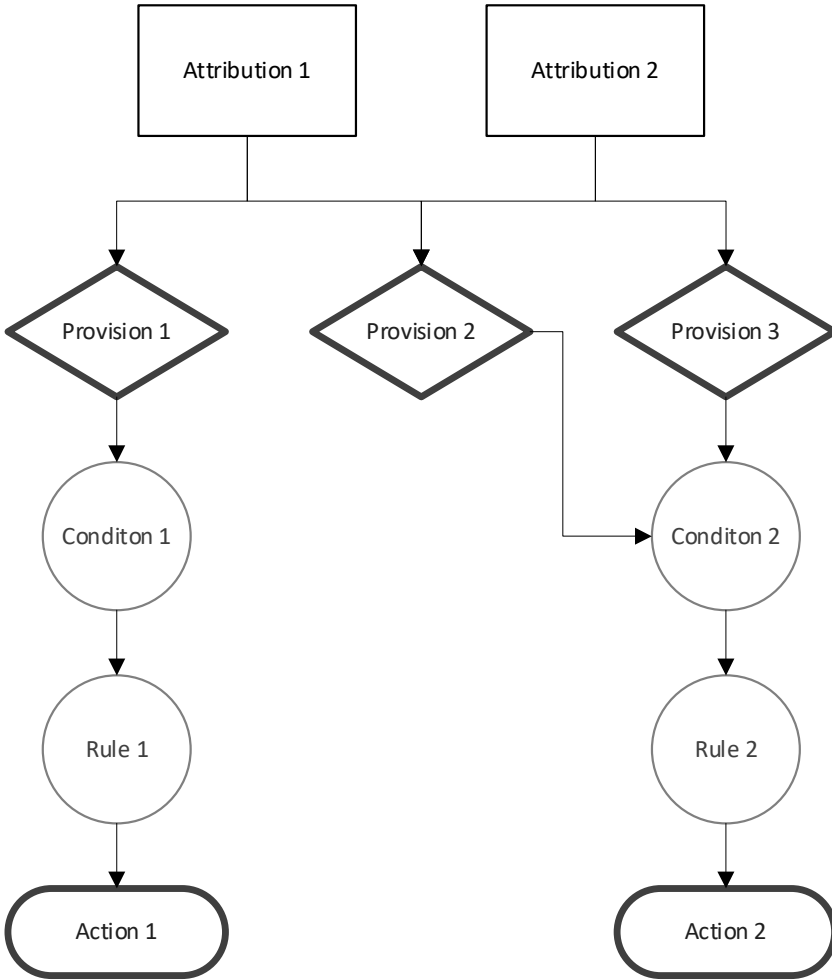 Attribution 1
Attribution 2
Provision 1
Provision 2
Provision 3
Conditon 1
Conditon 2
Rule 1
Rule 2
Action 1
Action 2